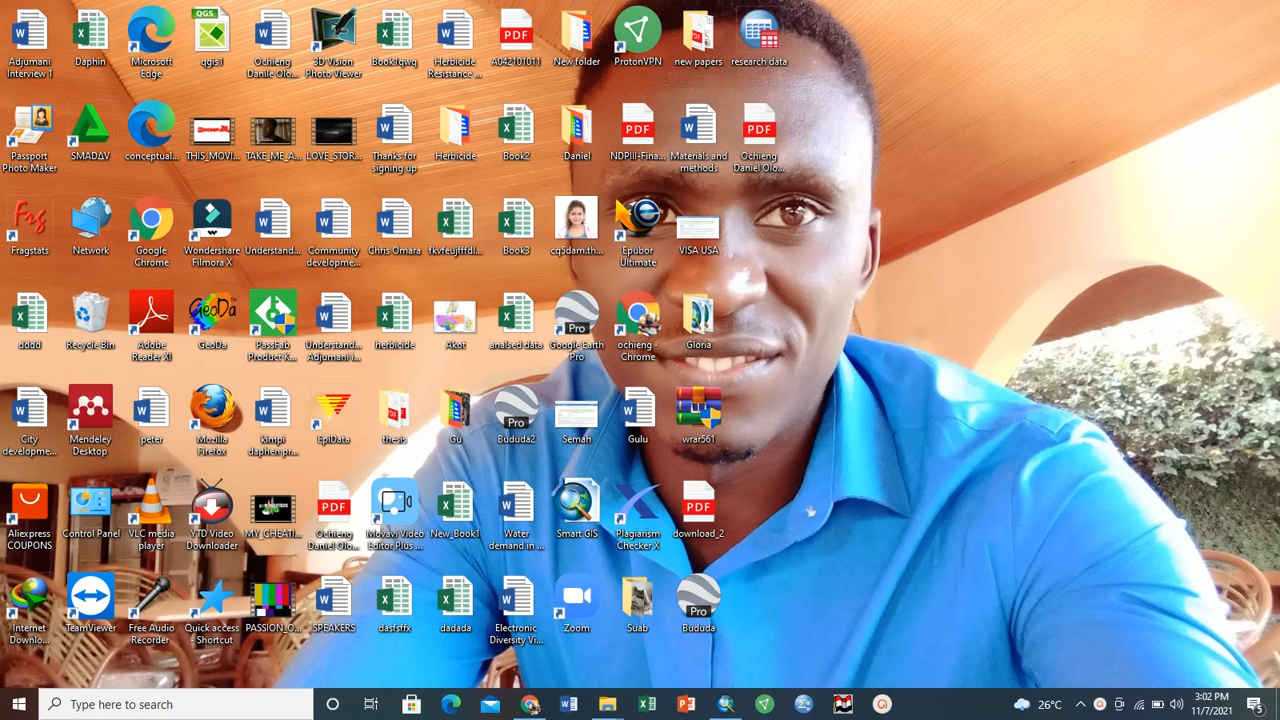 Adjumani
Interview 1
Daphin
Microsoft
Edge
QGS
qgis1
Ochieng
Danile Olo...
3D Vision
Photo Viewer
Book1qwq
Herbicide
Resistance ...
PDF
A042101011
New folder
ProtonVPN
new papers
research data
Passport
Photo Maker
SMADΔV
conceptual...
THIS_MOVI...
TAKE_ME_A...
LOVE_STOR...
Thanks for
signing up
Herbicide
Book2
Daniel
PDF
NDPIII-Fina...
Materials and
methods
PDF
Ochieng
Daniel Olo...
Frg
Fragstats
Network
Google
Chrome
Wondershare
Filmora X
Understand...
Community
developme...
Chris Omara
fkvfeujfffdl...
Book3
cq5dam.th...
Epubor
Ultimate
VISA USA
dddd
Recycle Bin
Adobe
Reader XI
GeoDa
GeoDa
PassFab
Product K...
Understand...
Adjumani i...
herbicide
Akot
analsed data
Pro
Google Earth
Pro
ochieng -
Chrome
Gloria
City
developme...
Mendeley
Desktop
peter
Mozilla
Firefox
kimpi
daphen pr...
EpiData
thesis
Gu
Pro
Bududa2
Semah
Gulu
wrar561
Aliexpress
COUPONS
Control Panel
VLC media
player
YTD Video
Downloader
MY_CHEATI...
PDF
Ochieng
Daniel Olo...
Movavi Video
Editor Plus ...
New_Book1
Water
demand in ...
Smart GIS
Plagiarism
Checker X
PDF
download_2
Internet
Downlo...
TeamViewer
Free Audio
Recorder
Quick access
- Shortcut
PASSION_O...
SPEAKERS
dasfsffx
dadada
Electronic
Diversity Vi...
Zoom
Suab
Pro
Bududa
Type here to search
26°C
3:02 PM
11/7/2021
5